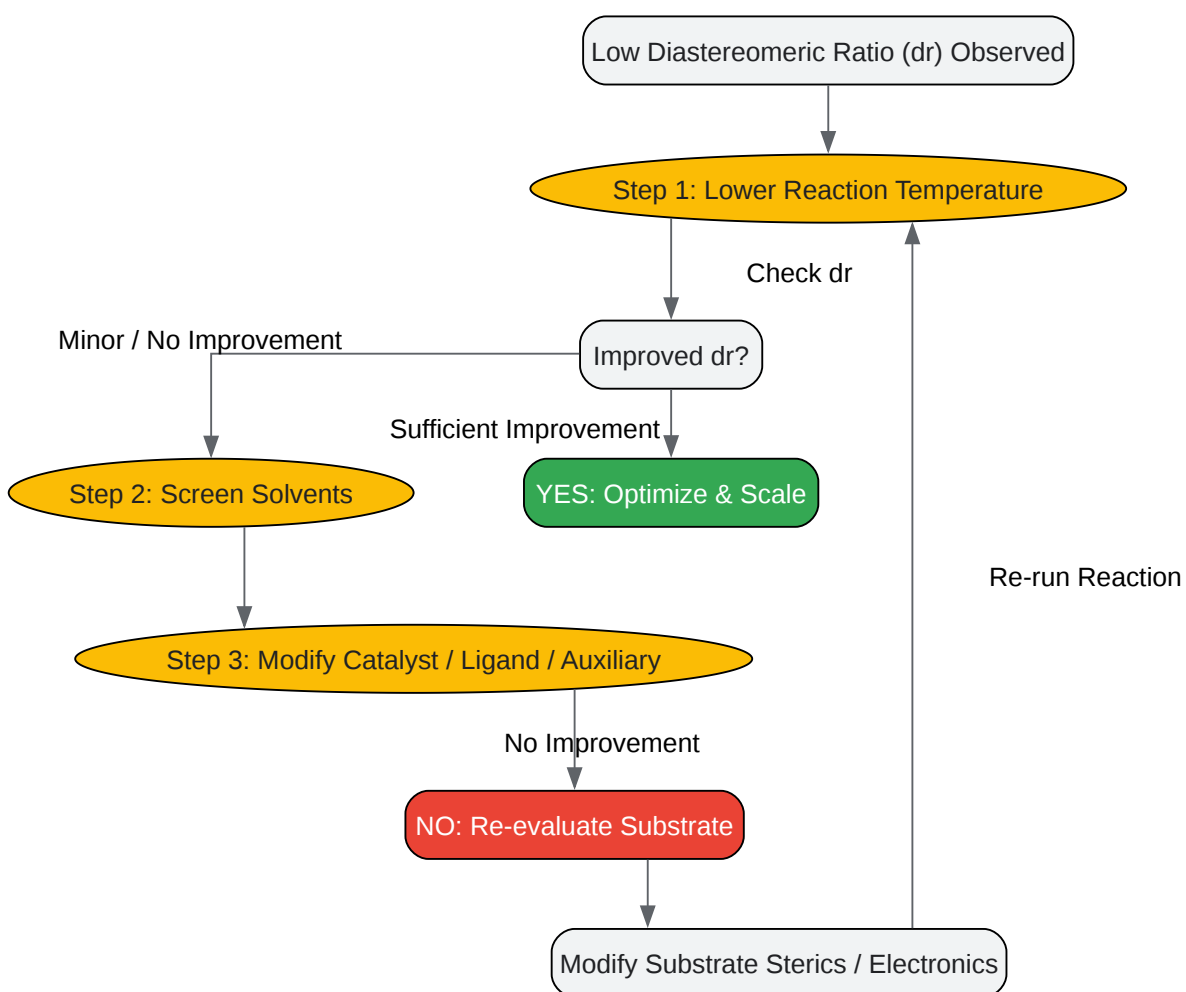 Low Diastereomeric Ratio (dr) Observed
Step 1: Lower Reaction Temperature
Check dr
Minor / No Improvement
Improved dr?
Sufficient Improvement
Step 2: Screen Solvents
YES: Optimize & Scale
Re-run Reaction
Step 3: Modify Catalyst / Ligand / Auxiliary
No Improvement
NO: Re-evaluate Substrate
Modify Substrate Sterics / Electronics